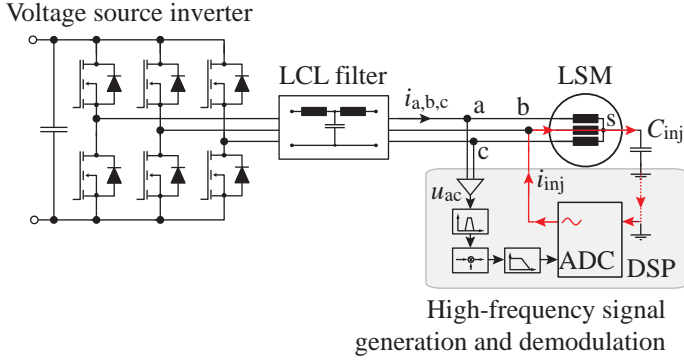 Voltage source inverter
LCL filter
LSM
i_a,b,c
a
b
s
C_inj
c
i_inj
u_ac
ADC
DSP
High-frequency signal
generation and demodulation